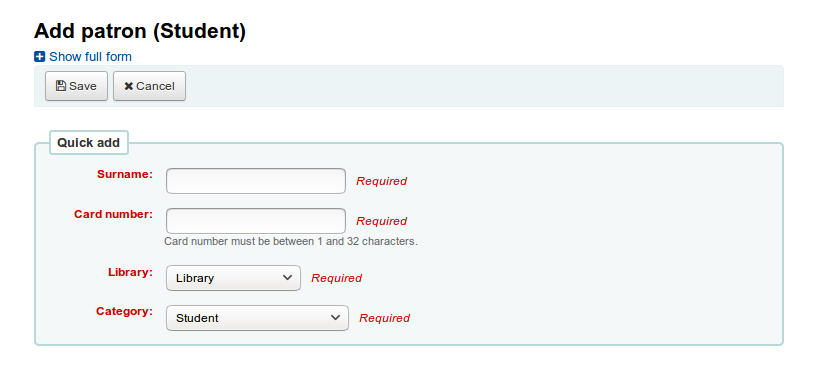 Add patron (Student)
Show full form
Save Cancel
Quick add
Surname: Required
Card number: Required
Card number must be between 1 and 32 characters.
Library: Library Required
Category: Student Required